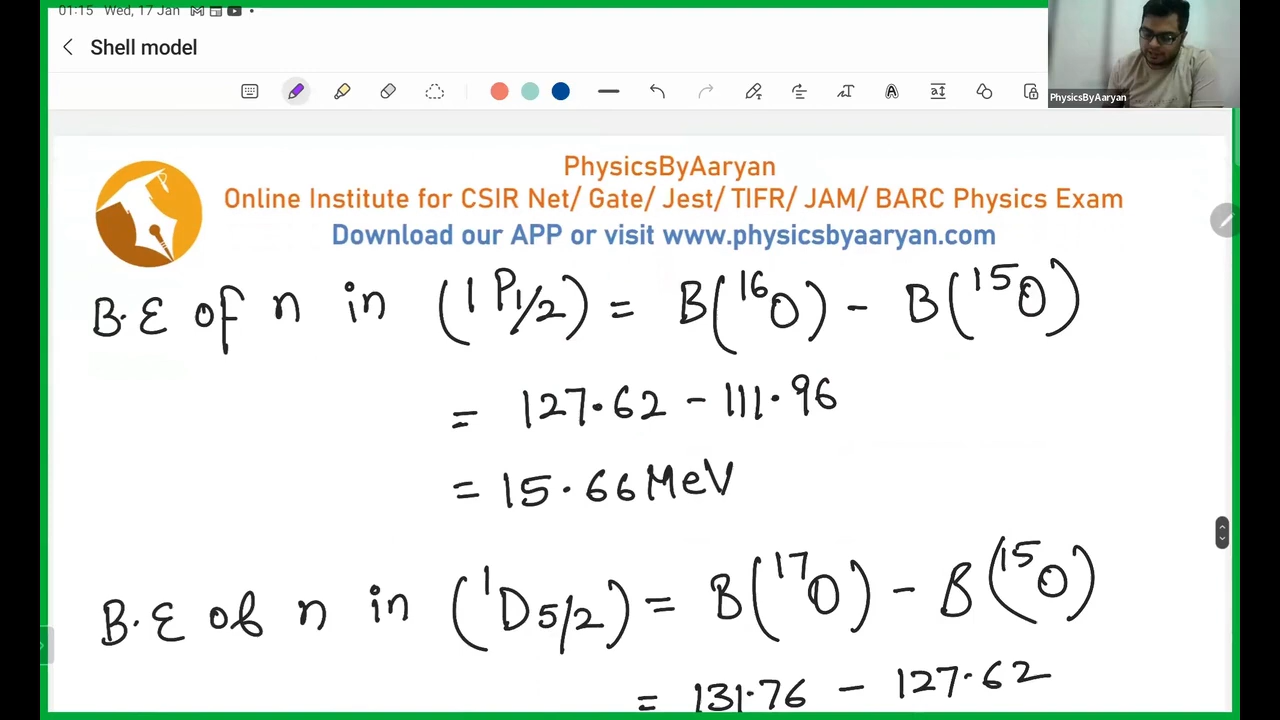 01:15 Wed, 17 Jan
Shell model
PhysicsByAaryan
PhysicsByAaryan
Online Institute for CSIR Net/ Gate/ Jest/ TIFR/ JAM/ BARC Physics Exam
Download our APP or visit www.physicsbyaaryan.com
B.E of n in (1P1/2) = B(¹⁶O) - B(¹⁵O)
= 127.62 - 111.96
= 15.66 MeV
B.E of n in (¹D5/2) = B(¹⁷O) - B(¹⁵O)
= 131.76 - 127.62